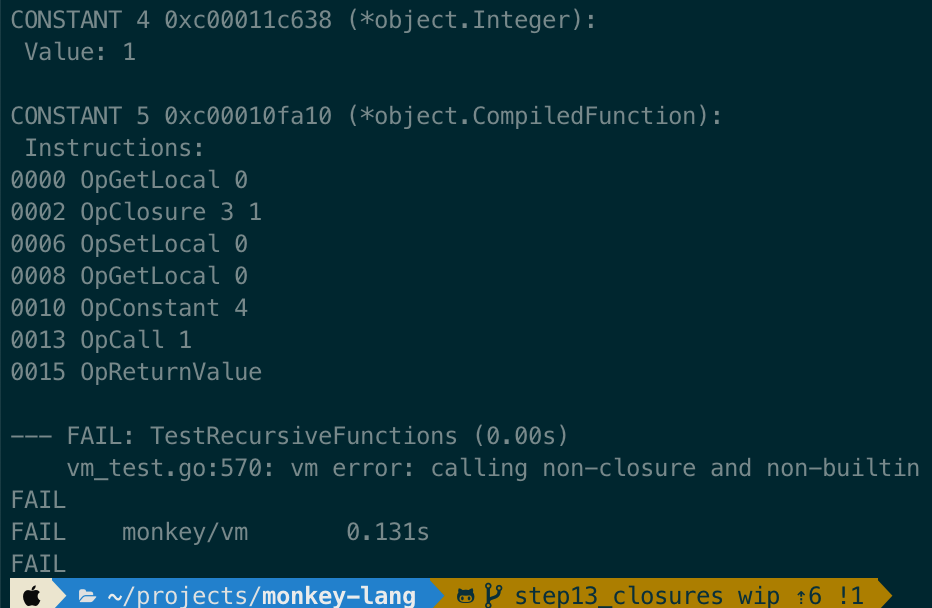 CONSTANT 4 0xc00011c638 (*object.Integer):
 Value: 1

CONSTANT 5 0xc00010fa10 (*object.CompiledFunction):
 Instructions:
0000 OpGetLocal 0
0002 OpClosure 3 1
0006 OpSetLocal 0
0008 OpGetLocal 0
0010 OpConstant 4
0013 OpCall 1
0015 OpReturnValue

--- FAIL: TestRecursiveFunctions (0.00s)
    vm_test.go:570: vm error: calling non-closure and non-builtin
FAIL
FAIL    monkey/vm       0.131s
FAIL
~/projects/monkey-lang step13_closures wip ⇡6 !1